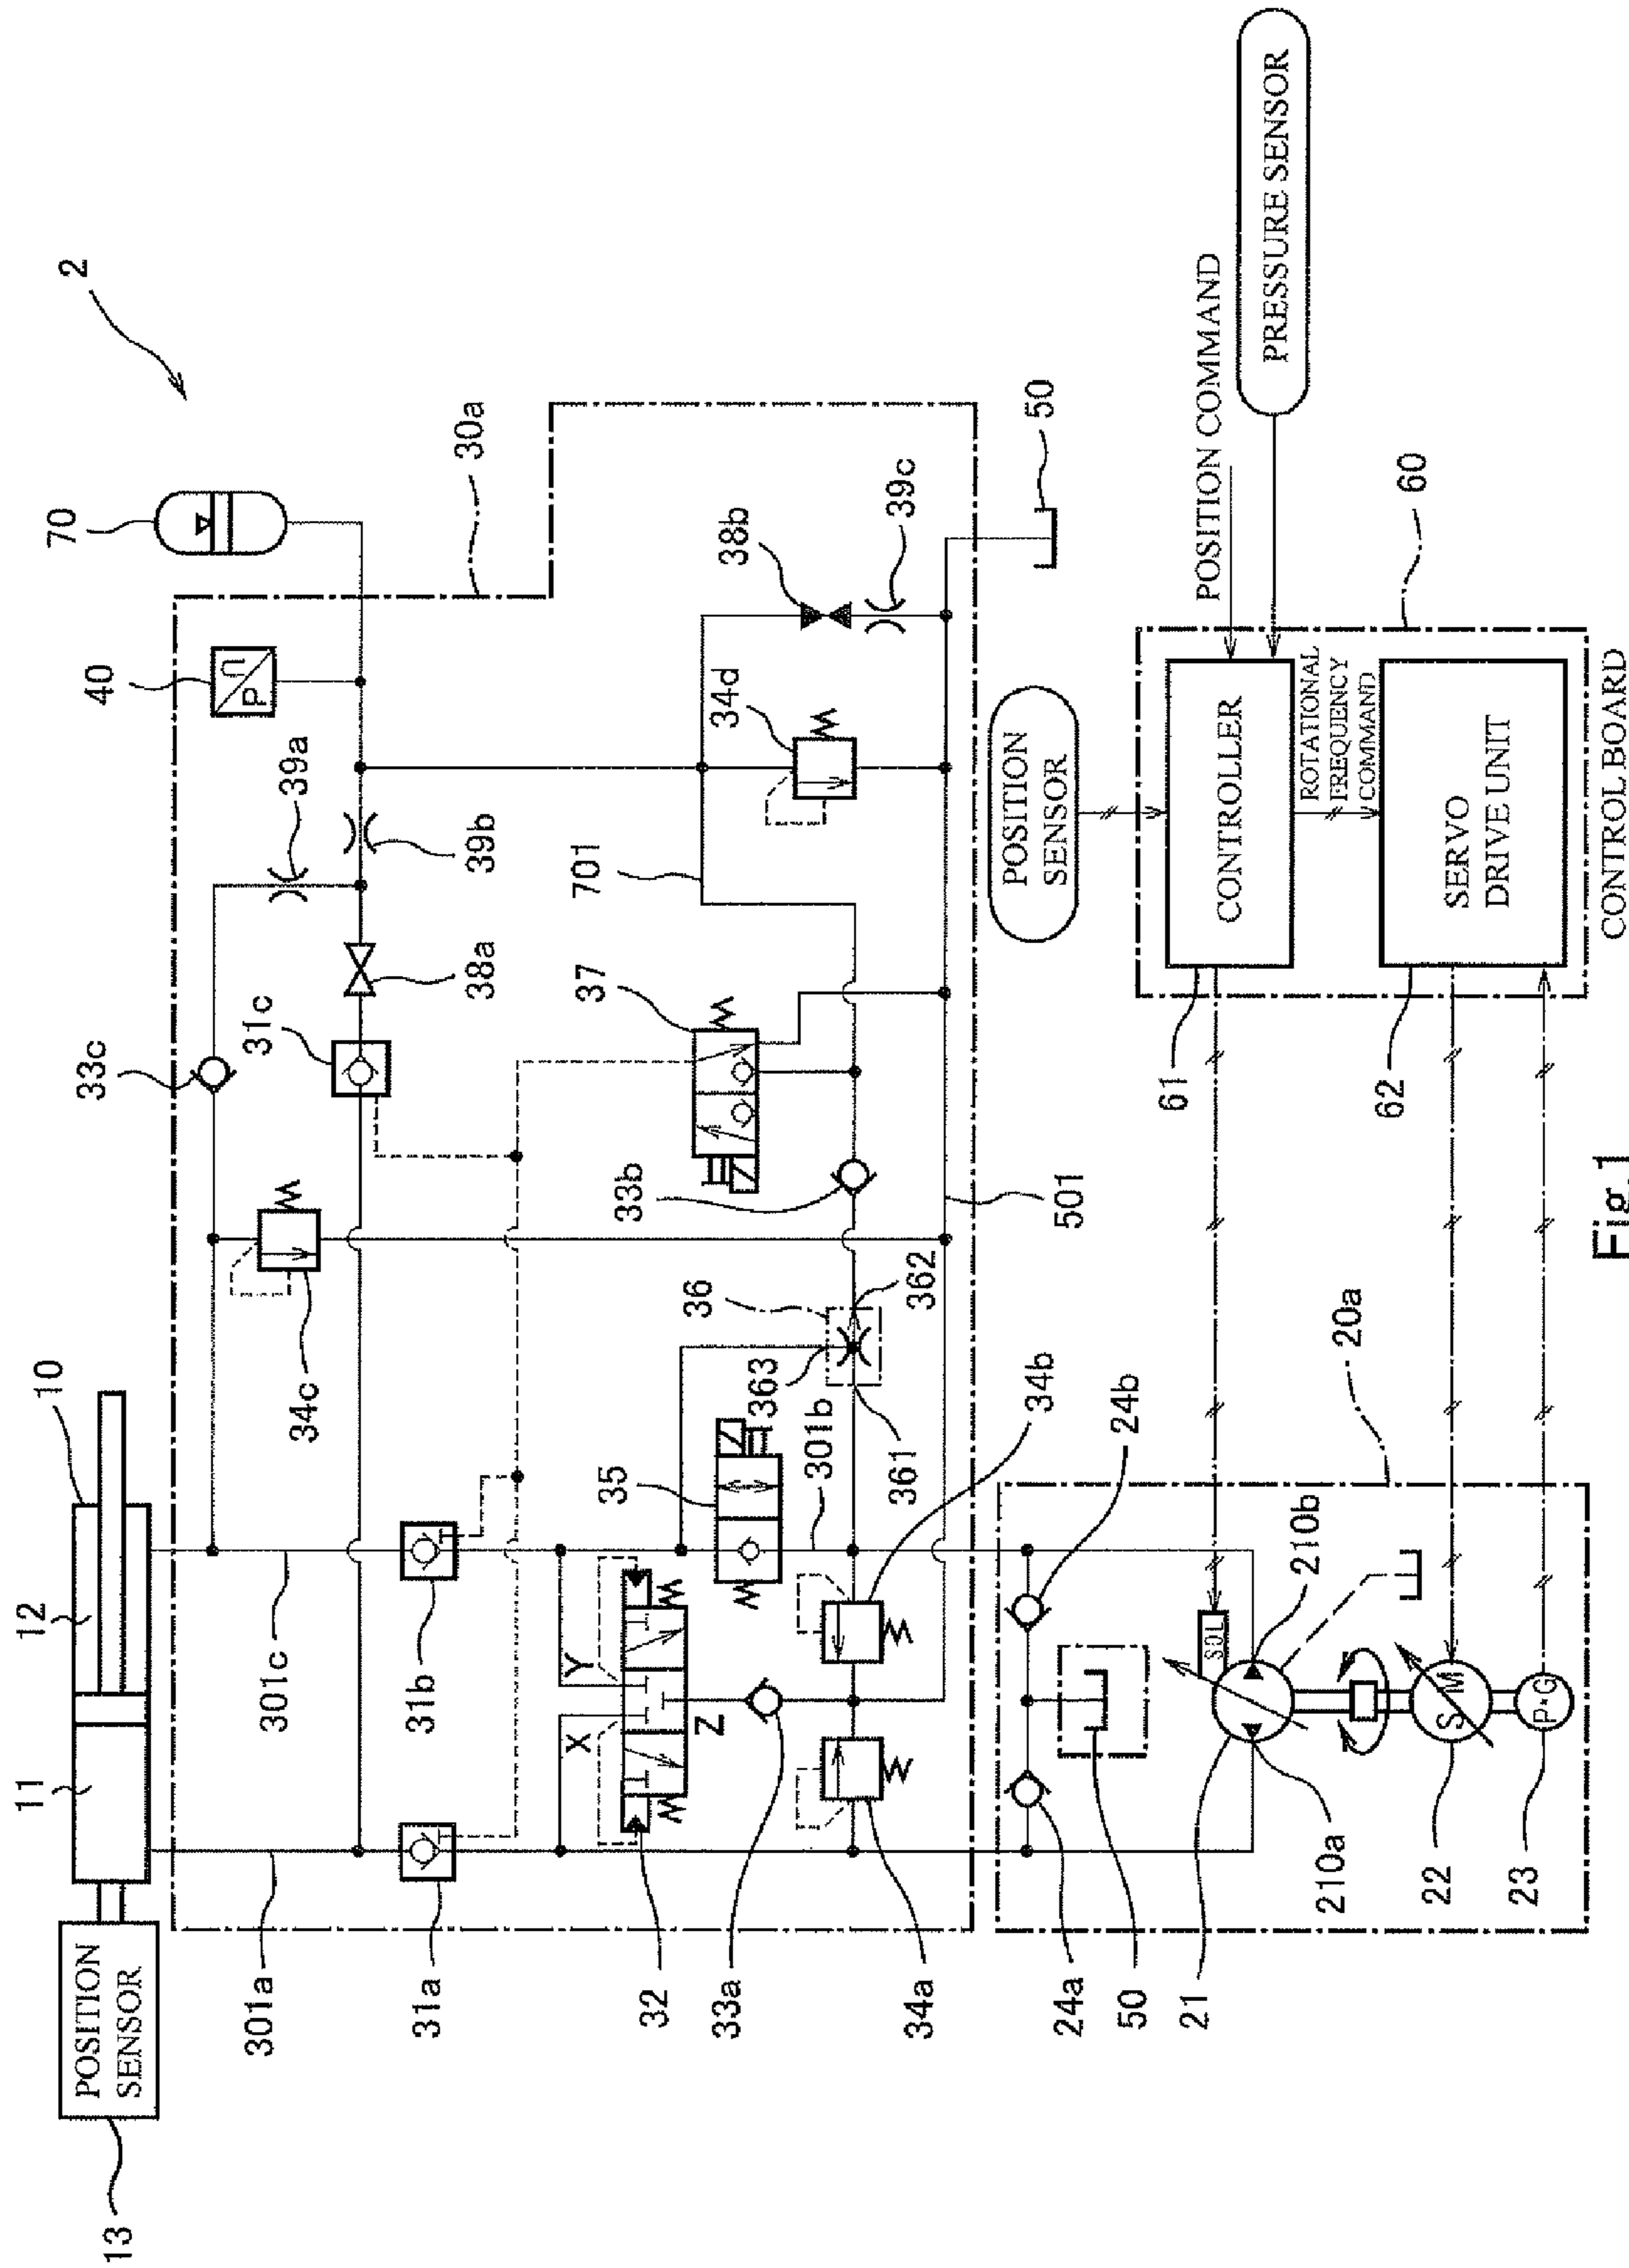 2
70
40
30a
39a
39b
38a
31c
33c
34c
10
12
11
POSITION
SENSOR
13
301c
301a
31b
31a
X
Y
Z
32
33a
34a
34b
35
36
361
362
363
301b
33b
37
701
501
34d
38b
39c
50
POSITION
SENSOR
POSITION COMMAND
PRESSURE SENSOR
60
CONTROLLER
ROTATIONAL
FREQUENCY
COMMAND
SERVO
DRIVE UNIT
CONTROL BOARD
61
62
20a
24b
210b
SOL
S
M
P*G
24a
50
21
210a
22
23
P
Fig.1